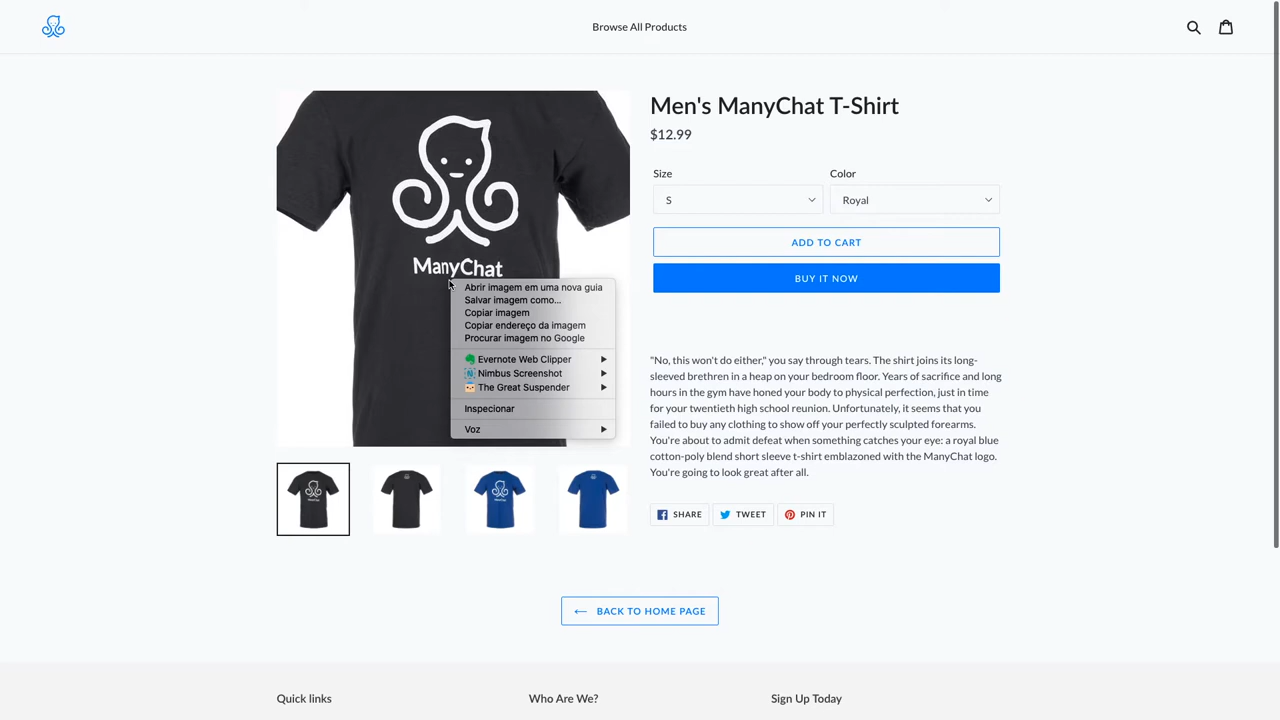 Browse All Products
Men's ManyChat T-Shirt
$12.99
Size
Color
S
Royal
ADD TO CART
BUY IT NOW
ManyChat
Abrir imagem em uma nova guia
Salvar imagem como...
Copiar imagem
Copiar endereço da imagem
Procurar imagem no Google
Evernote Web Clipper
Nimbus Screenshot
The Great Suspender
Inspecionar
Voz
"No, this won't do either," you say through tears. The shirt joins its long-
sleeved brethren in a heap on your bedroom floor. Years of sacrifice and long
hours in the gym have honed your body to physical perfection, just in time
for your twentieth high school reunion. Unfortunately, it seems that you
failed to buy any clothing to show off your perfectly sculpted forearms.
You're about to admit defeat when something catches your eye: a royal blue
cotton-poly blend short sleeve t-shirt emblazoned with the ManyChat logo.
You're going to look great after all.
SHARE
TWEET
PIN IT
BACK TO HOME PAGE
Quick links
Who Are We?
Sign Up Today